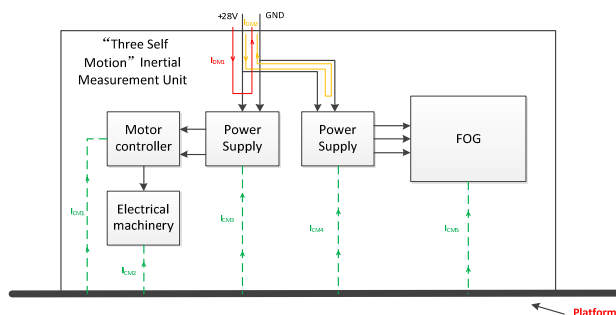 +28V
GND
I_DM2
“Three Self
Motion” Inertial
Measurement Unit
I_DM1
Motor
controller
Power
Supply
Power
Supply
FOG
Electrical
machinery
I_CM1
I_CM2
I_CM3
I_CM4
I_CM5
Platform